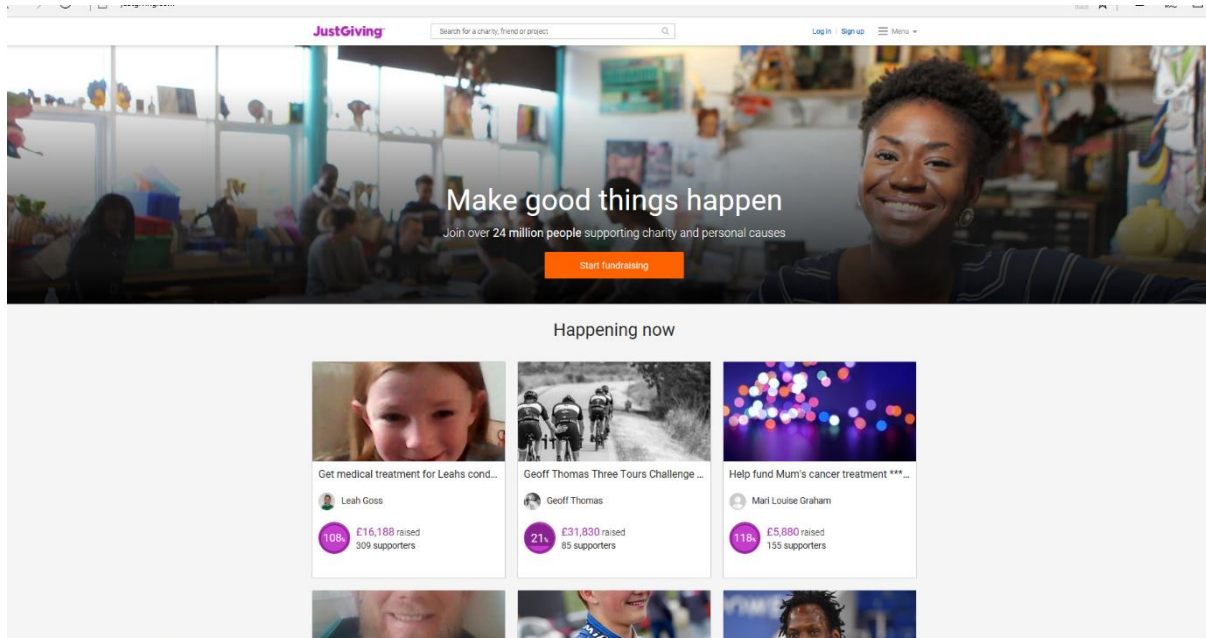 JustGiving
Search for a charity, friend or project
Log in Sign up Menu
Make good things happen
Join over 24 million people supporting charity and personal causes
Start fundraising
Happening now
Get medical treatment for Leahs cond...
Leah Goss
108%
£16,188 raised
309 supporters
Geoff Thomas Three Tours Challenge ...
Geoff Thomas
21%
£31,830 raised
85 supporters
Help fund Mum's cancer treatment ***...
Mari Louise Graham
118%
£5,880 raised
155 supporters